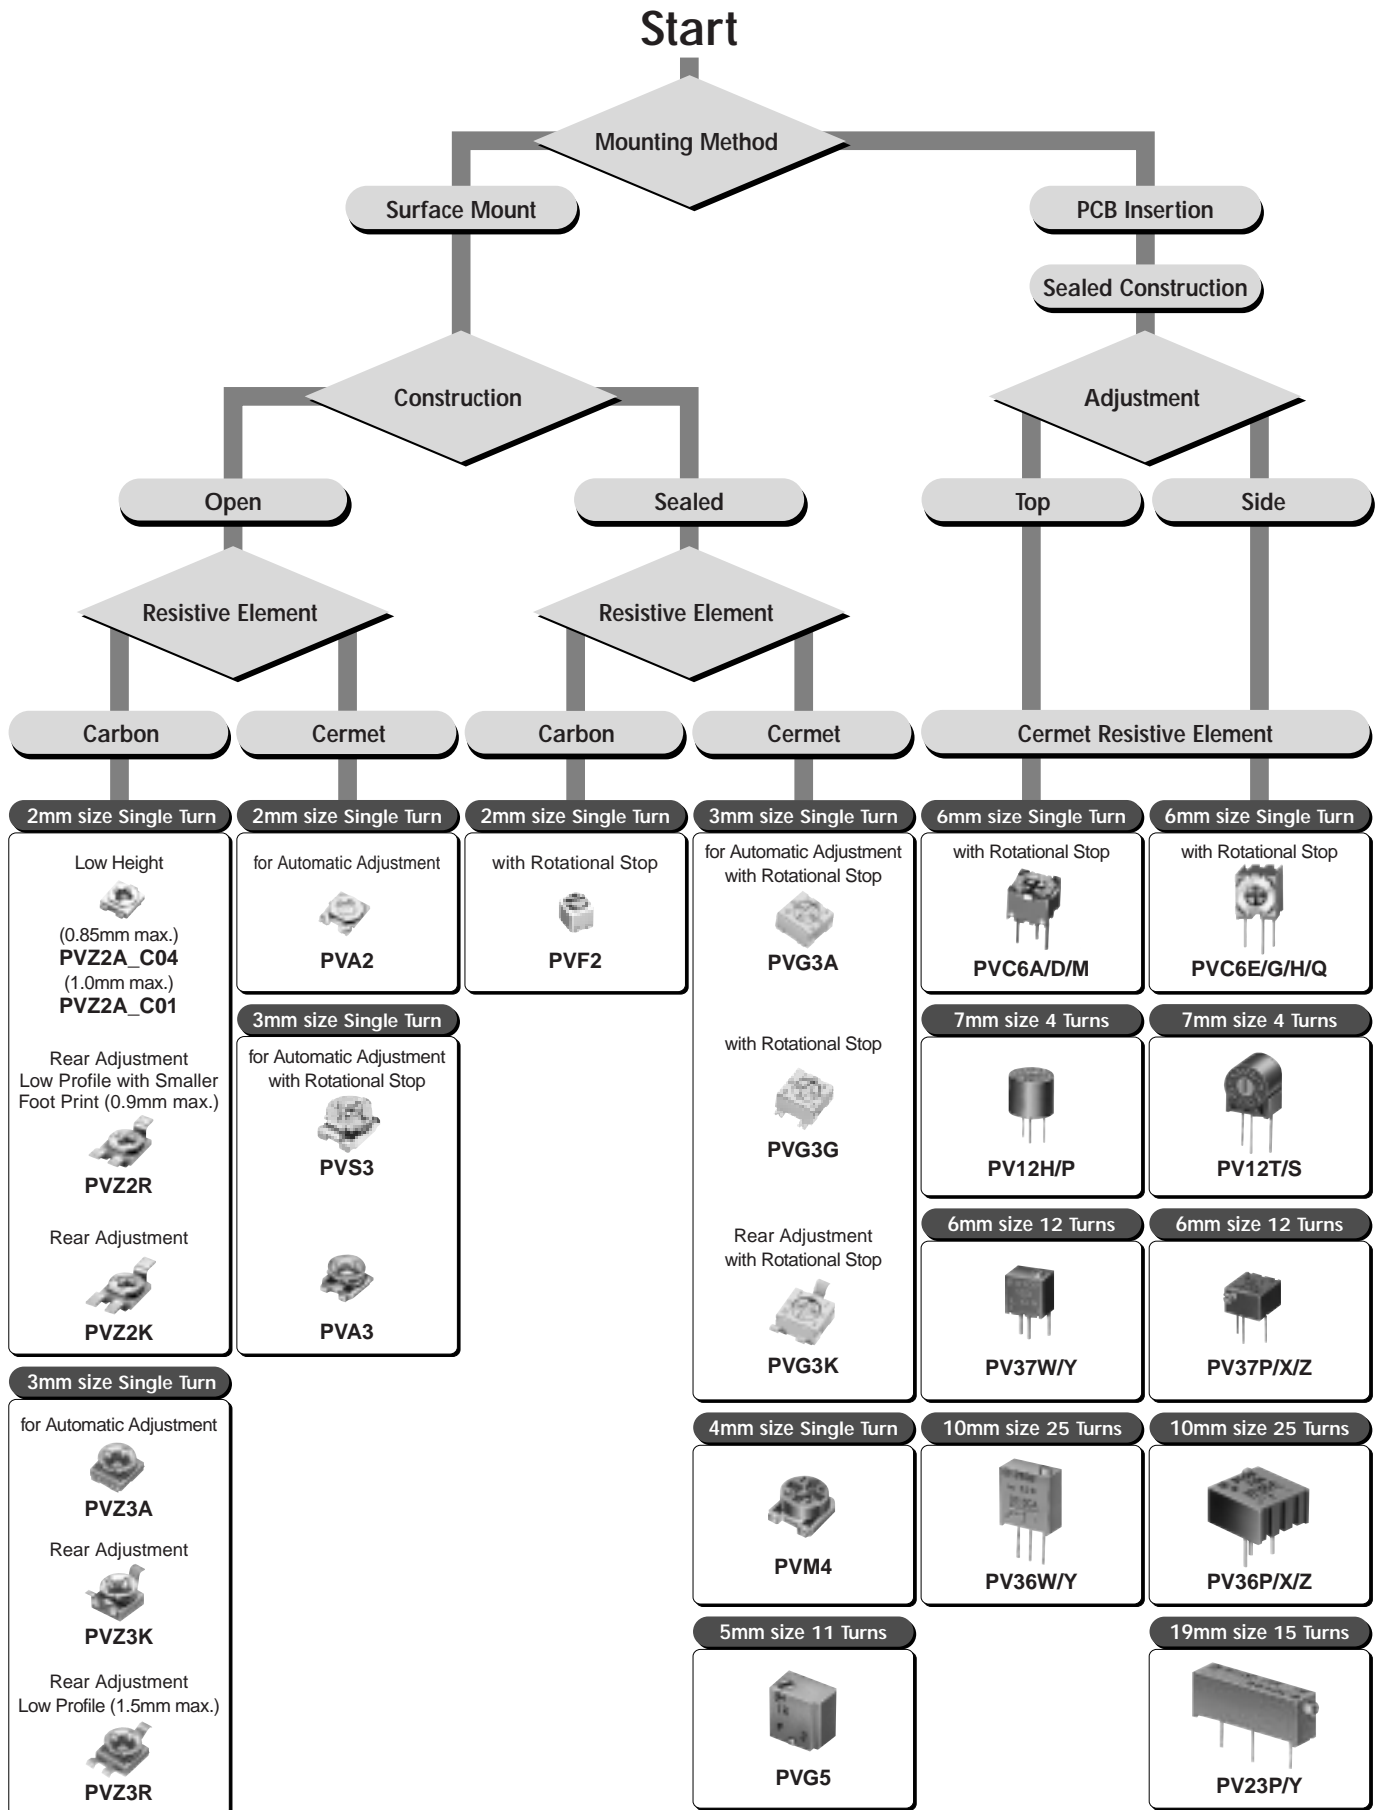 Start
Mounting Method
Surface Mount
PCB Insertion
Sealed Construction
Construction
Adjustment
Open
Sealed
Top
Side
Resistive Element
Resistive Element
Carbon
Cermet
Carbon
Cermet
Cermet Resistive Element
2mm size Single Turn
Low Height
(0.85mm max.)
PVZ2A_C04
(1.0mm max.)
PVZ2A_C01
Rear Adjustment
Low Profile with Smaller
Foot Print (0.9mm max.)
PVZ2R
Rear Adjustment
PVZ2K
3mm size Single Turn
for Automatic Adjustment
PVZ3A
Rear Adjustment
PVZ3K
Rear Adjustment
Low Profile (1.5mm max.)
PVZ3R
2mm size Single Turn
for Automatic Adjustment
PVA2
3mm size Single Turn
for Automatic Adjustment
with Rotational Stop
PVS3
PVA3
2mm size Single Turn
with Rotational Stop
PVF2
3mm size Single Turn
for Automatic Adjustment
with Rotational Stop
PVG3A
with Rotational Stop
PVG3G
Rear Adjustment
with Rotational Stop
PVG3K
4mm size Single Turn
PVM4
5mm size 11 Turns
PVG5
6mm size Single Turn
with Rotational Stop
PVC6A/D/M
7mm size 4 Turns
PV12H/P
6mm size 12 Turns
PV37W/Y
10mm size 25 Turns
PV36W/Y
6mm size Single Turn
with Rotational Stop
PVC6E/G/H/Q
7mm size 4 Turns
PV12T/S
6mm size 12 Turns
PV37P/X/Z
10mm size 25 Turns
PV36P/X/Z
19mm size 15 Turns
PV23P/Y